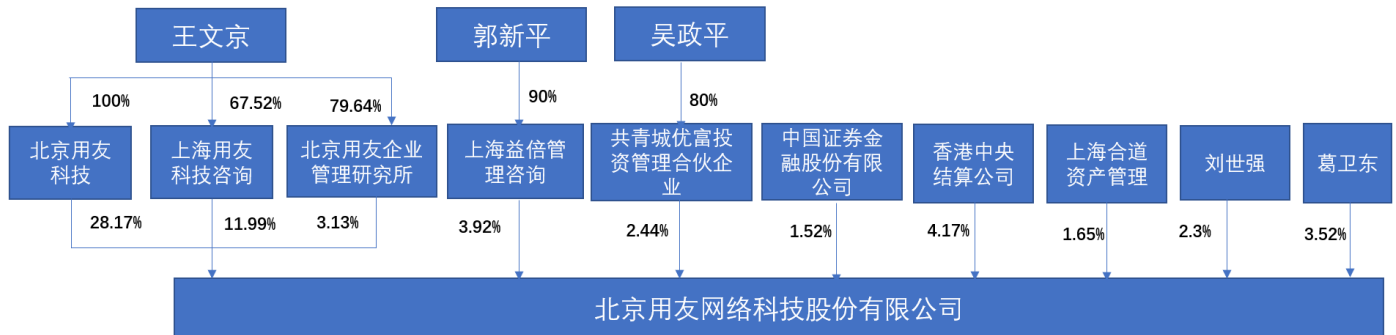 王文京
郭新平
吴政平
100%
67.52%
79.64%
90%
80%
北京用友
科技
上海用友
科技咨询
北京用友企业
管理研究所
上海益倍管
理咨询
共青城优富投
资管理合伙企
业
中国证券金
融股份有限
公司
香港中央
结算公司
上海合道
资产管理
刘世强
葛卫东
28.17%
11.99%
3.13%
3.92%
2.44%
1.52%
4.17%
1.65%
2.3%
3.52%
北京用友网络科技股份有限公司